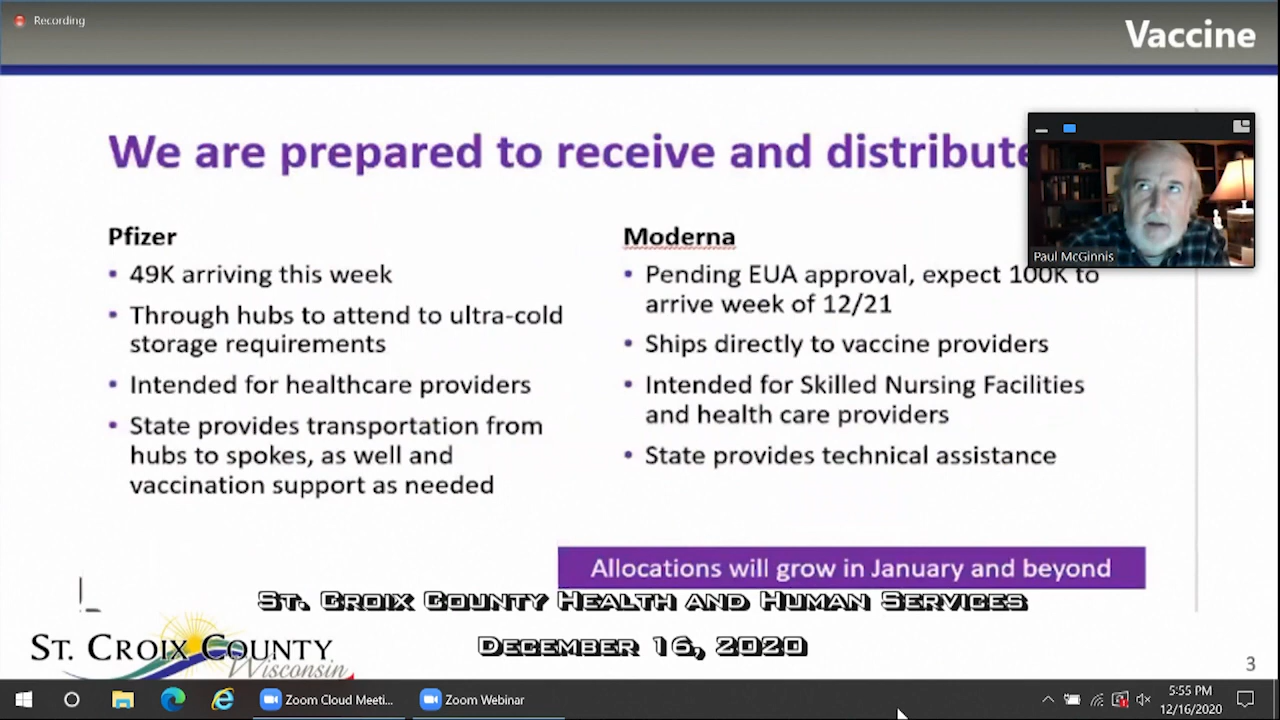 Recording
Vaccine
We are prepared to receive and distribute
Paul McGinnis
Pfizer
• 49K arriving this week
• Through hubs to attend to ultra-cold
storage requirements
• Intended for healthcare providers
• State provides transportation from
hubs to spokes, as well and
vaccination support as needed
Moderna
• Pending EUA approval, expect 100K to
arrive week of 12/21
• Ships directly to vaccine providers
• Intended for Skilled Nursing Facilities
and health care providers
• State provides technical assistance
Allocations will grow in January and beyond
St. Croix County Health and Human Services
December 16, 2020
St. Croix County
Wisconsin
3
Zoom Cloud Meeti...
Zoom Webinar
5:55 PM
12/16/2020